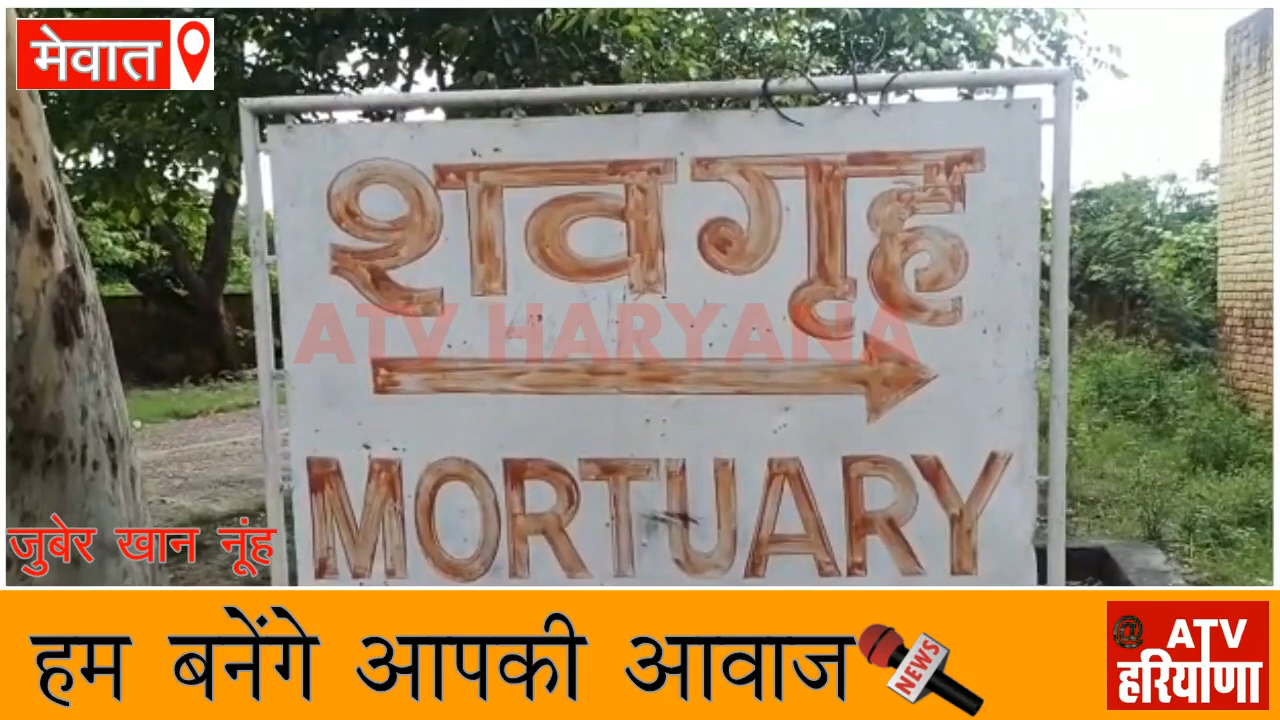 मेवात
शवगृह
ATV HARYANA
MORTUARY
जुबेर खान नूंह
हम बनेंगे आपकी आवाज
NEWS
@ ATV
हरियाणा